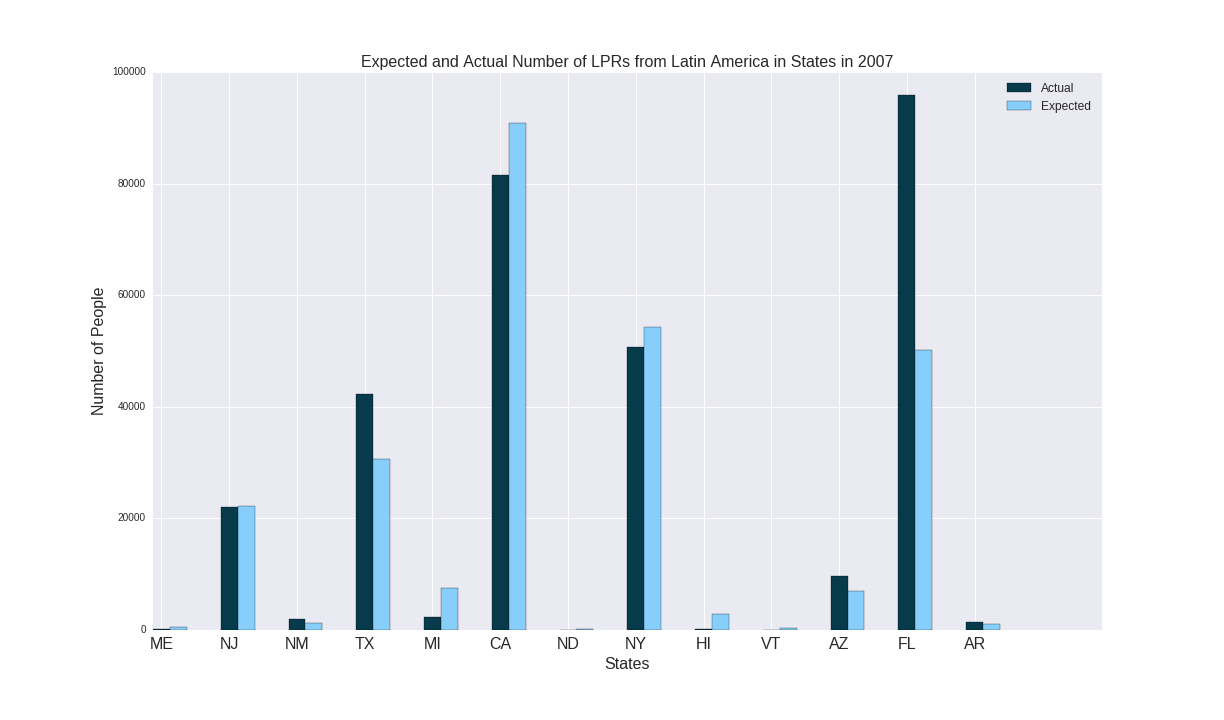 Expected and Actual Number of LPRs from Latin America in States in 2007
100000
80000
60000
40000
20000
0
Number of People
Actual
Expected
ME NJ NM TX MI CA ND NY HI VT AZ FL AR
States